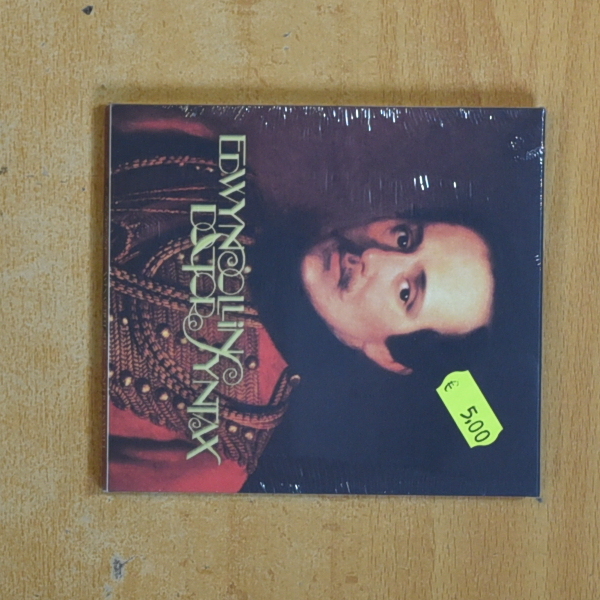 EDWYN COLLINS
DOCTOR SYNTAX
€ 5,00